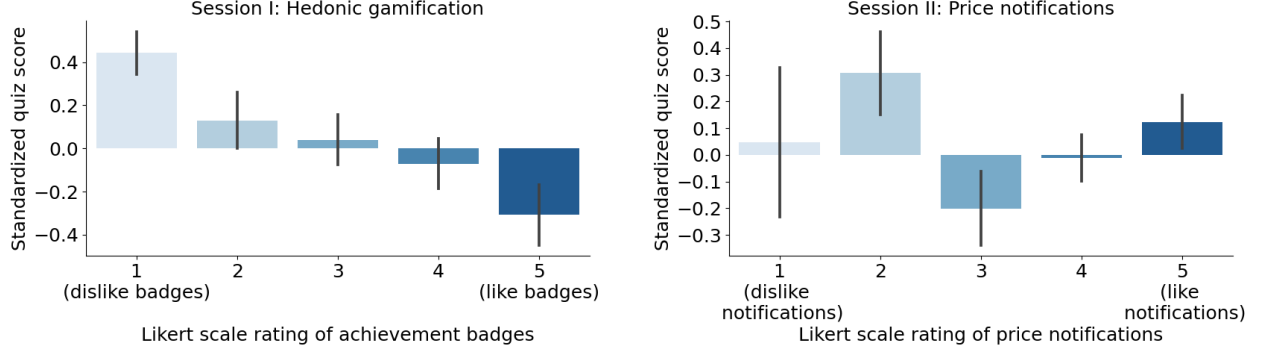 Session I: Hedonic gamification
Standardized quiz score
0.4
0.2
0.0
−0.2
−0.4
1
2
3
4
5
(dislike badges)
(like badges)
Likert scale rating of achievement badges
Session II: Price notifications
Standardized quiz score
0.5
0.4
0.3
0.2
0.1
0.0
−0.1
−0.2
−0.3
1
2
3
4
5
(dislike
notifications)
(like
notifications)
Likert scale rating of price notifications